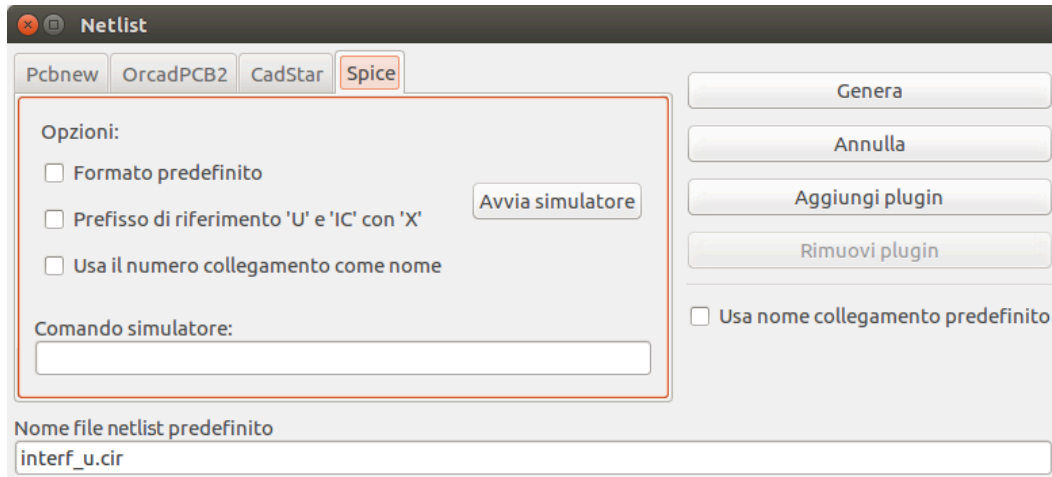 Netlist
Pcbnew OrcadPCB2 CadStar Spice
Opzioni:
Formato predefinito
Prefisso di riferimento 'U' e 'IC' con 'X'
Usa il numero collegamento come nome
Avvia simulatore
Comando simulatore:
Genera
Annulla
Aggiungi plugin
Rimuovi plugin
Usa nome collegamento predefinito
Nome file netlist predefinito
interf_u.cir